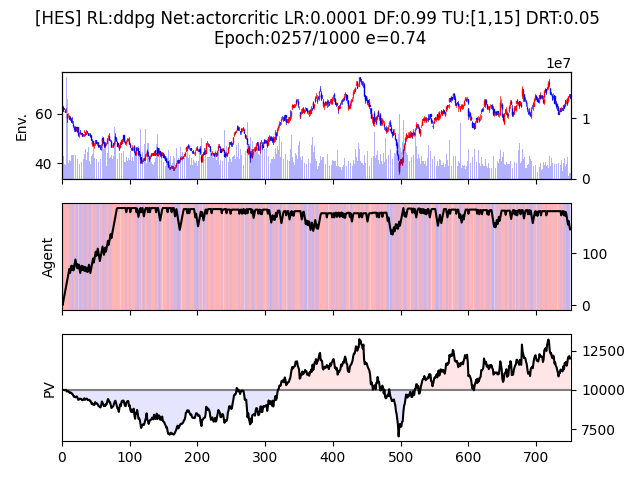 [HES] RL:ddpg Net:actorcritic LR:0.0001 DF:0.99 TU:[1,15] DRT:0.05
Epoch:0257/1000 e=0.74
1e7
Env.
60
40
1
0
Agent
100
0
PV
12500
10000
7500
0 100 200 300 400 500 600 700